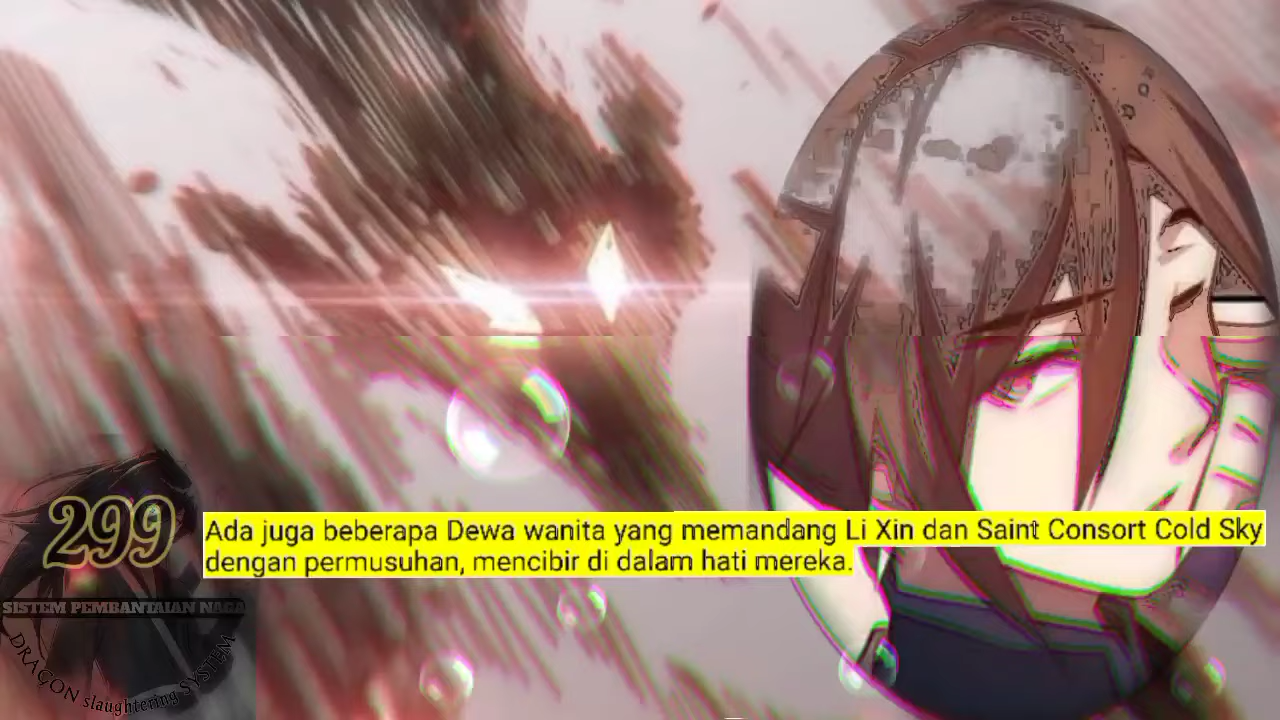 299
Ada juga beberapa Dewa wanita yang memandang Li Xin dan Saint Consort Cold Sky
dengan permusuhan, mencibir di dalam hati mereka.
SISTEM PEMBANTAIAN NAGA
DRAGON slaughtering SYSTEM